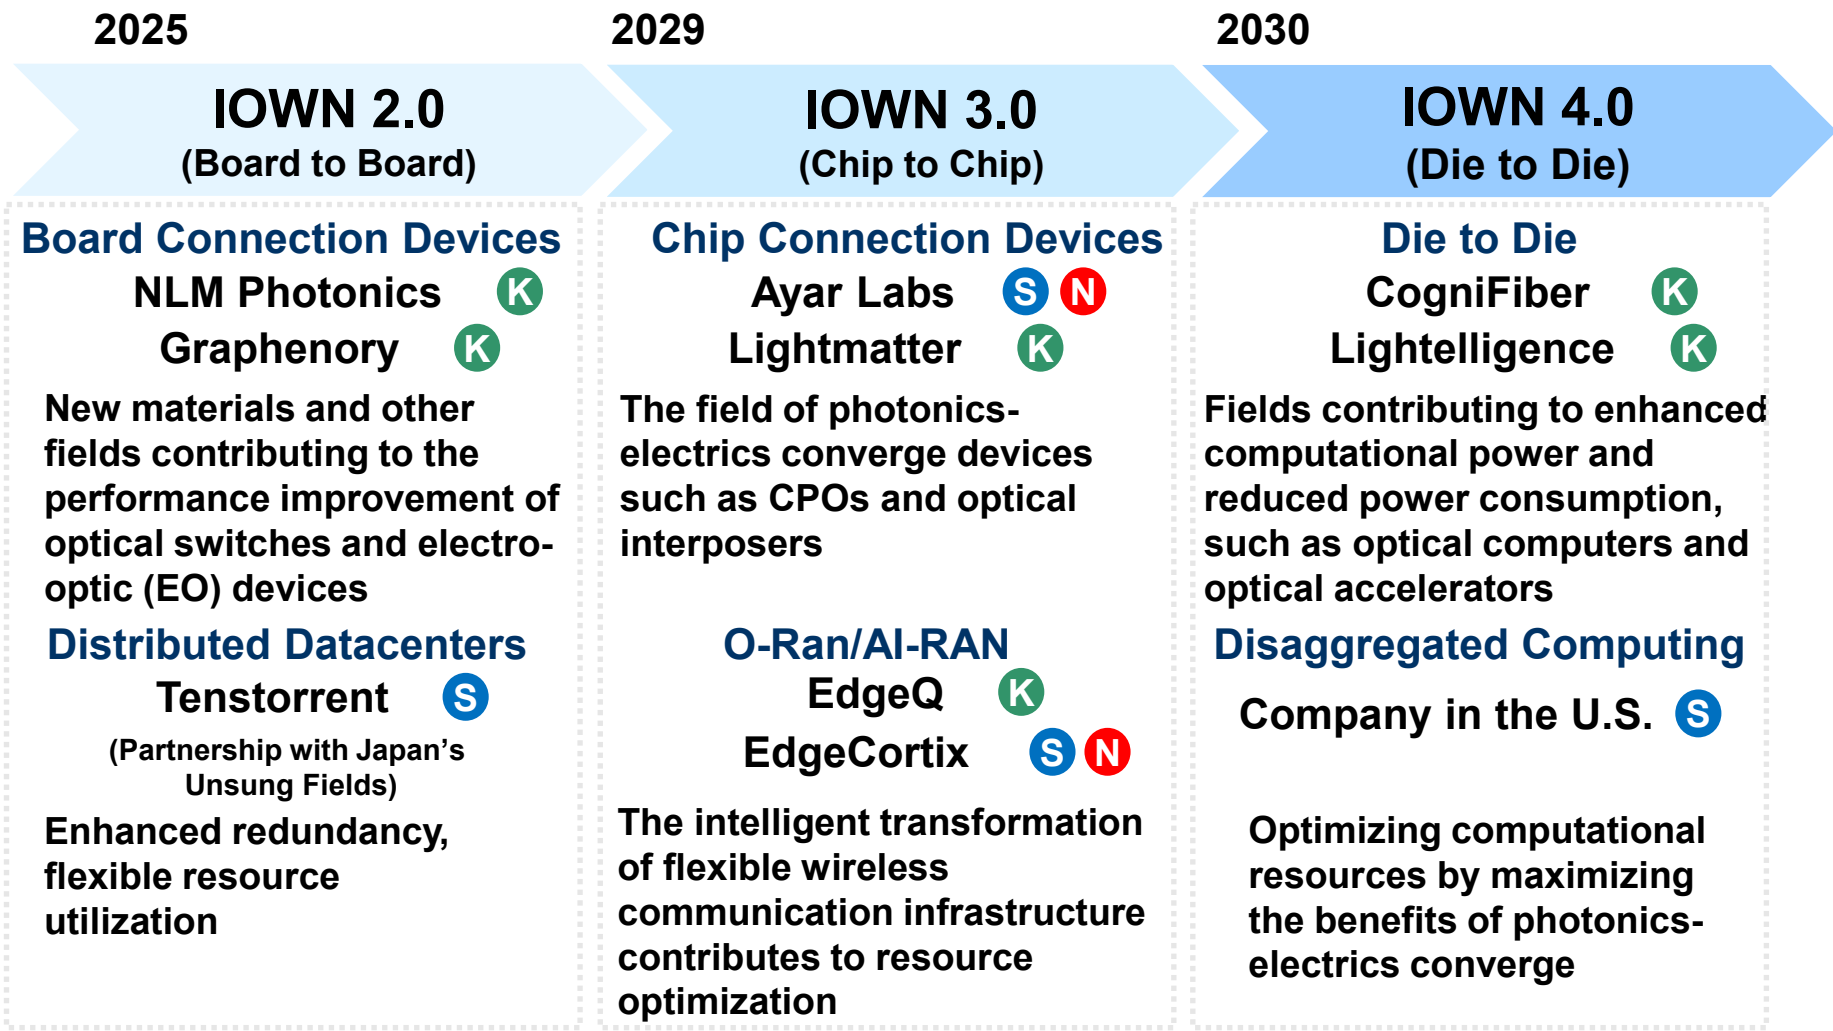 2025
IOWN 2.0
(Board to Board)
Board Connection Devices
NLM Photonics K
Graphenory K
New materials and other
fields contributing to the
performance improvement of
optical switches and electro-
optic (EO) devices
Distributed Datacenters
Tenstorrent S
(Partnership with Japan's
Unsung Fields)
Enhanced redundancy,
flexible resource
utilization
2029
IOWN 3.0
(Chip to Chip)
Chip Connection Devices
Ayar Labs S N
Lightmatter K
The field of photonics-
electrics converge devices
such as CPOs and optical
interposers
O-Ran/AI-RAN
EdgeQ K
EdgeCortix S N
The intelligent transformation
of flexible wireless
communication infrastructure
contributes to resource
optimization
2030
IOWN 4.0
(Die to Die)
Die to Die
CogniFiber K
Lightelligence K
Fields contributing to enhanced
computational power and
reduced power consumption,
such as optical computers and
optical accelerators
Disaggregated Computing
Company in the U.S. S
Optimizing computational
resources by maximizing
the benefits of photonics-
electrics converge